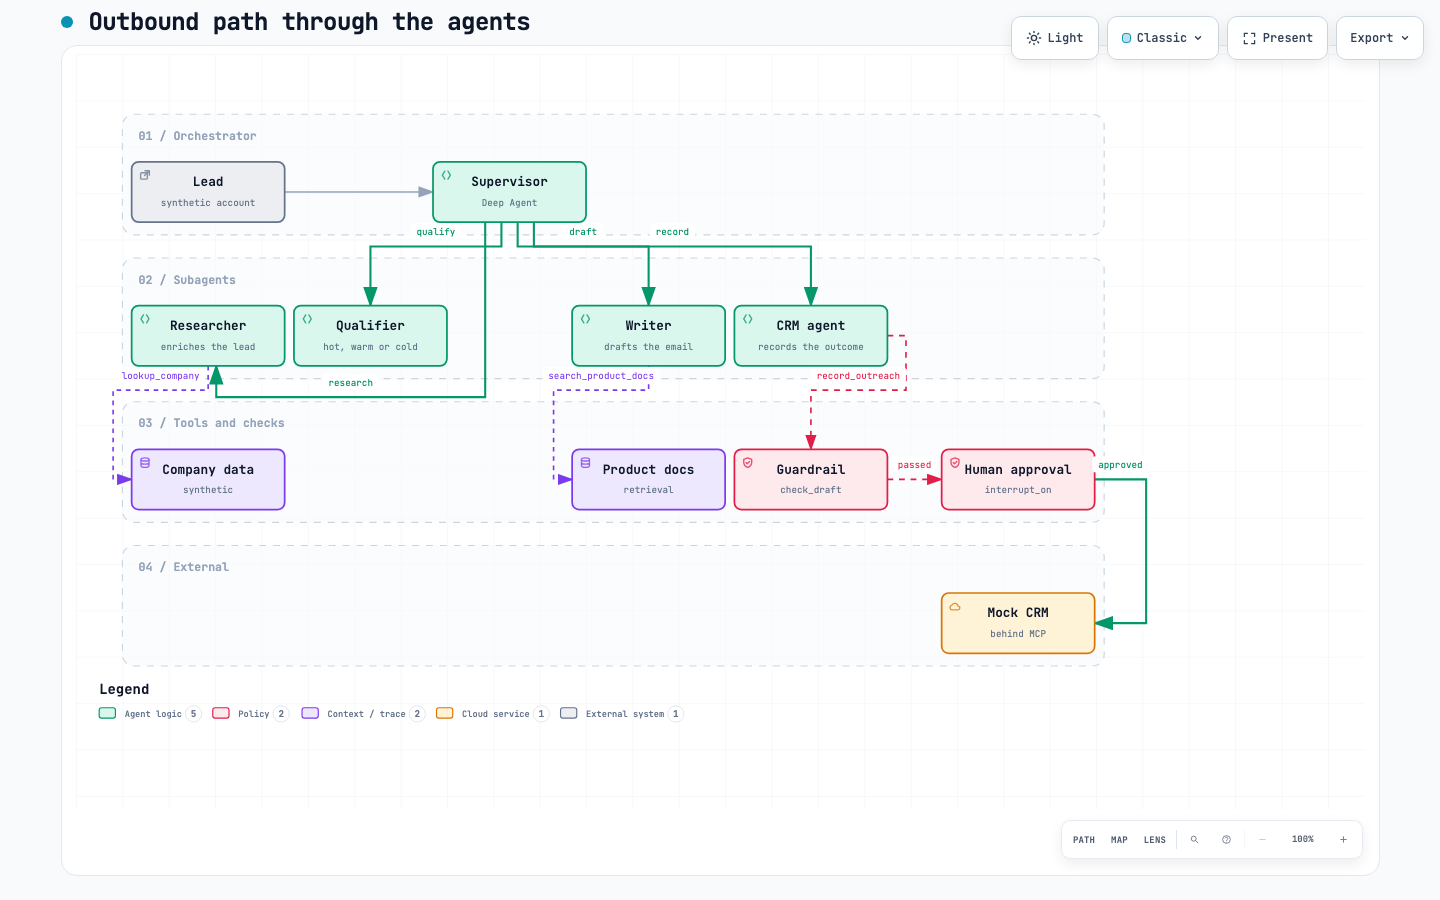 Outbound path through the agents
Light
Classic
Present
Export
01 / Orchestrator
Lead
synthetic account
Supervisor
Deep Agent
qualify
draft
record
02 / Subagents
Researcher
enriches the lead
Qualifier
hot, warm or cold
Writer
drafts the email
CRM agent
records the outcome
lookup_company
research
search_product_docs
record_outreach
03 / Tools and checks
Company data
synthetic
Product docs
retrieval
Guardrail
check_draft
passed
Human approval
interrupt_on
approved
04 / External
Mock CRM
behind MCP
Legend
Agent logic 5
Policy 2
Context / trace 2
Cloud service 1
External system 1
PATH
MAP
LENS
100%